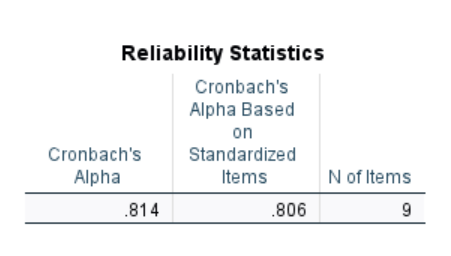 Reliability Statistics
Cronbach's
Alpha Based
on
Cronbach's Standardized
Alpha Items N of Items
.814 .806 9